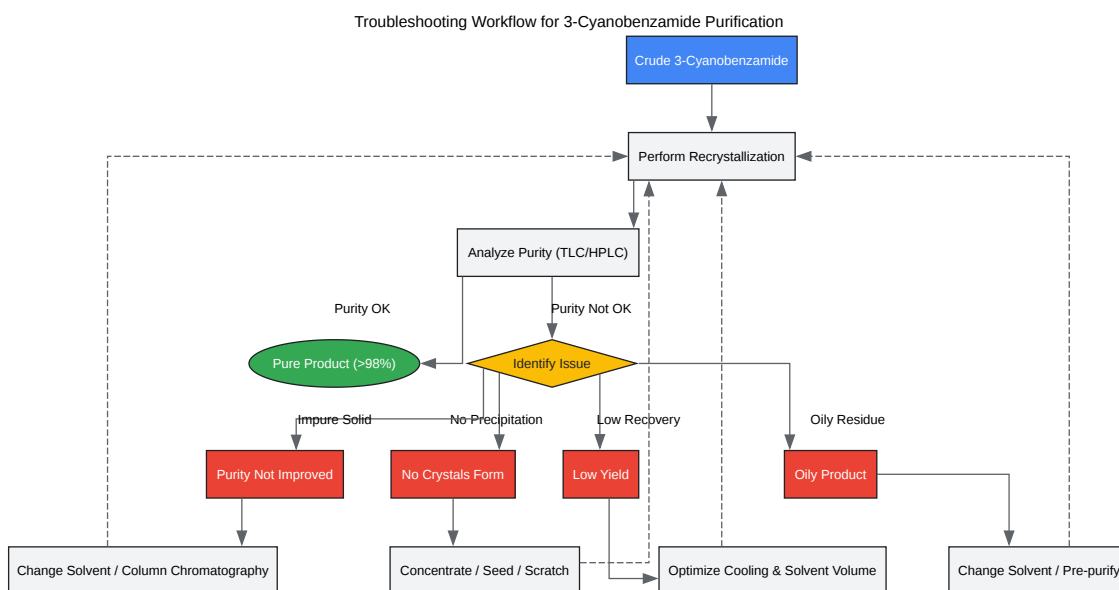 Troubleshooting Workflow for 3-Cyanobenzamide Purification
Crude 3-Cyanobenzamide
Perform Recrystallization
Analyze Purity (TLC/HPLC)
Purity OK
Purity Not OK
Pure Product (>98%)
Identify Issue
Impure Solid
No Precipitation
Low Recovery
Oily Residue
Purity Not Improved
No Crystals Form
Low Yield
Oily Product
Change Solvent / Column Chromatography
Concentrate / Seed / Scratch
Optimize Cooling & Solvent Volume
Change Solvent / Pre-purify